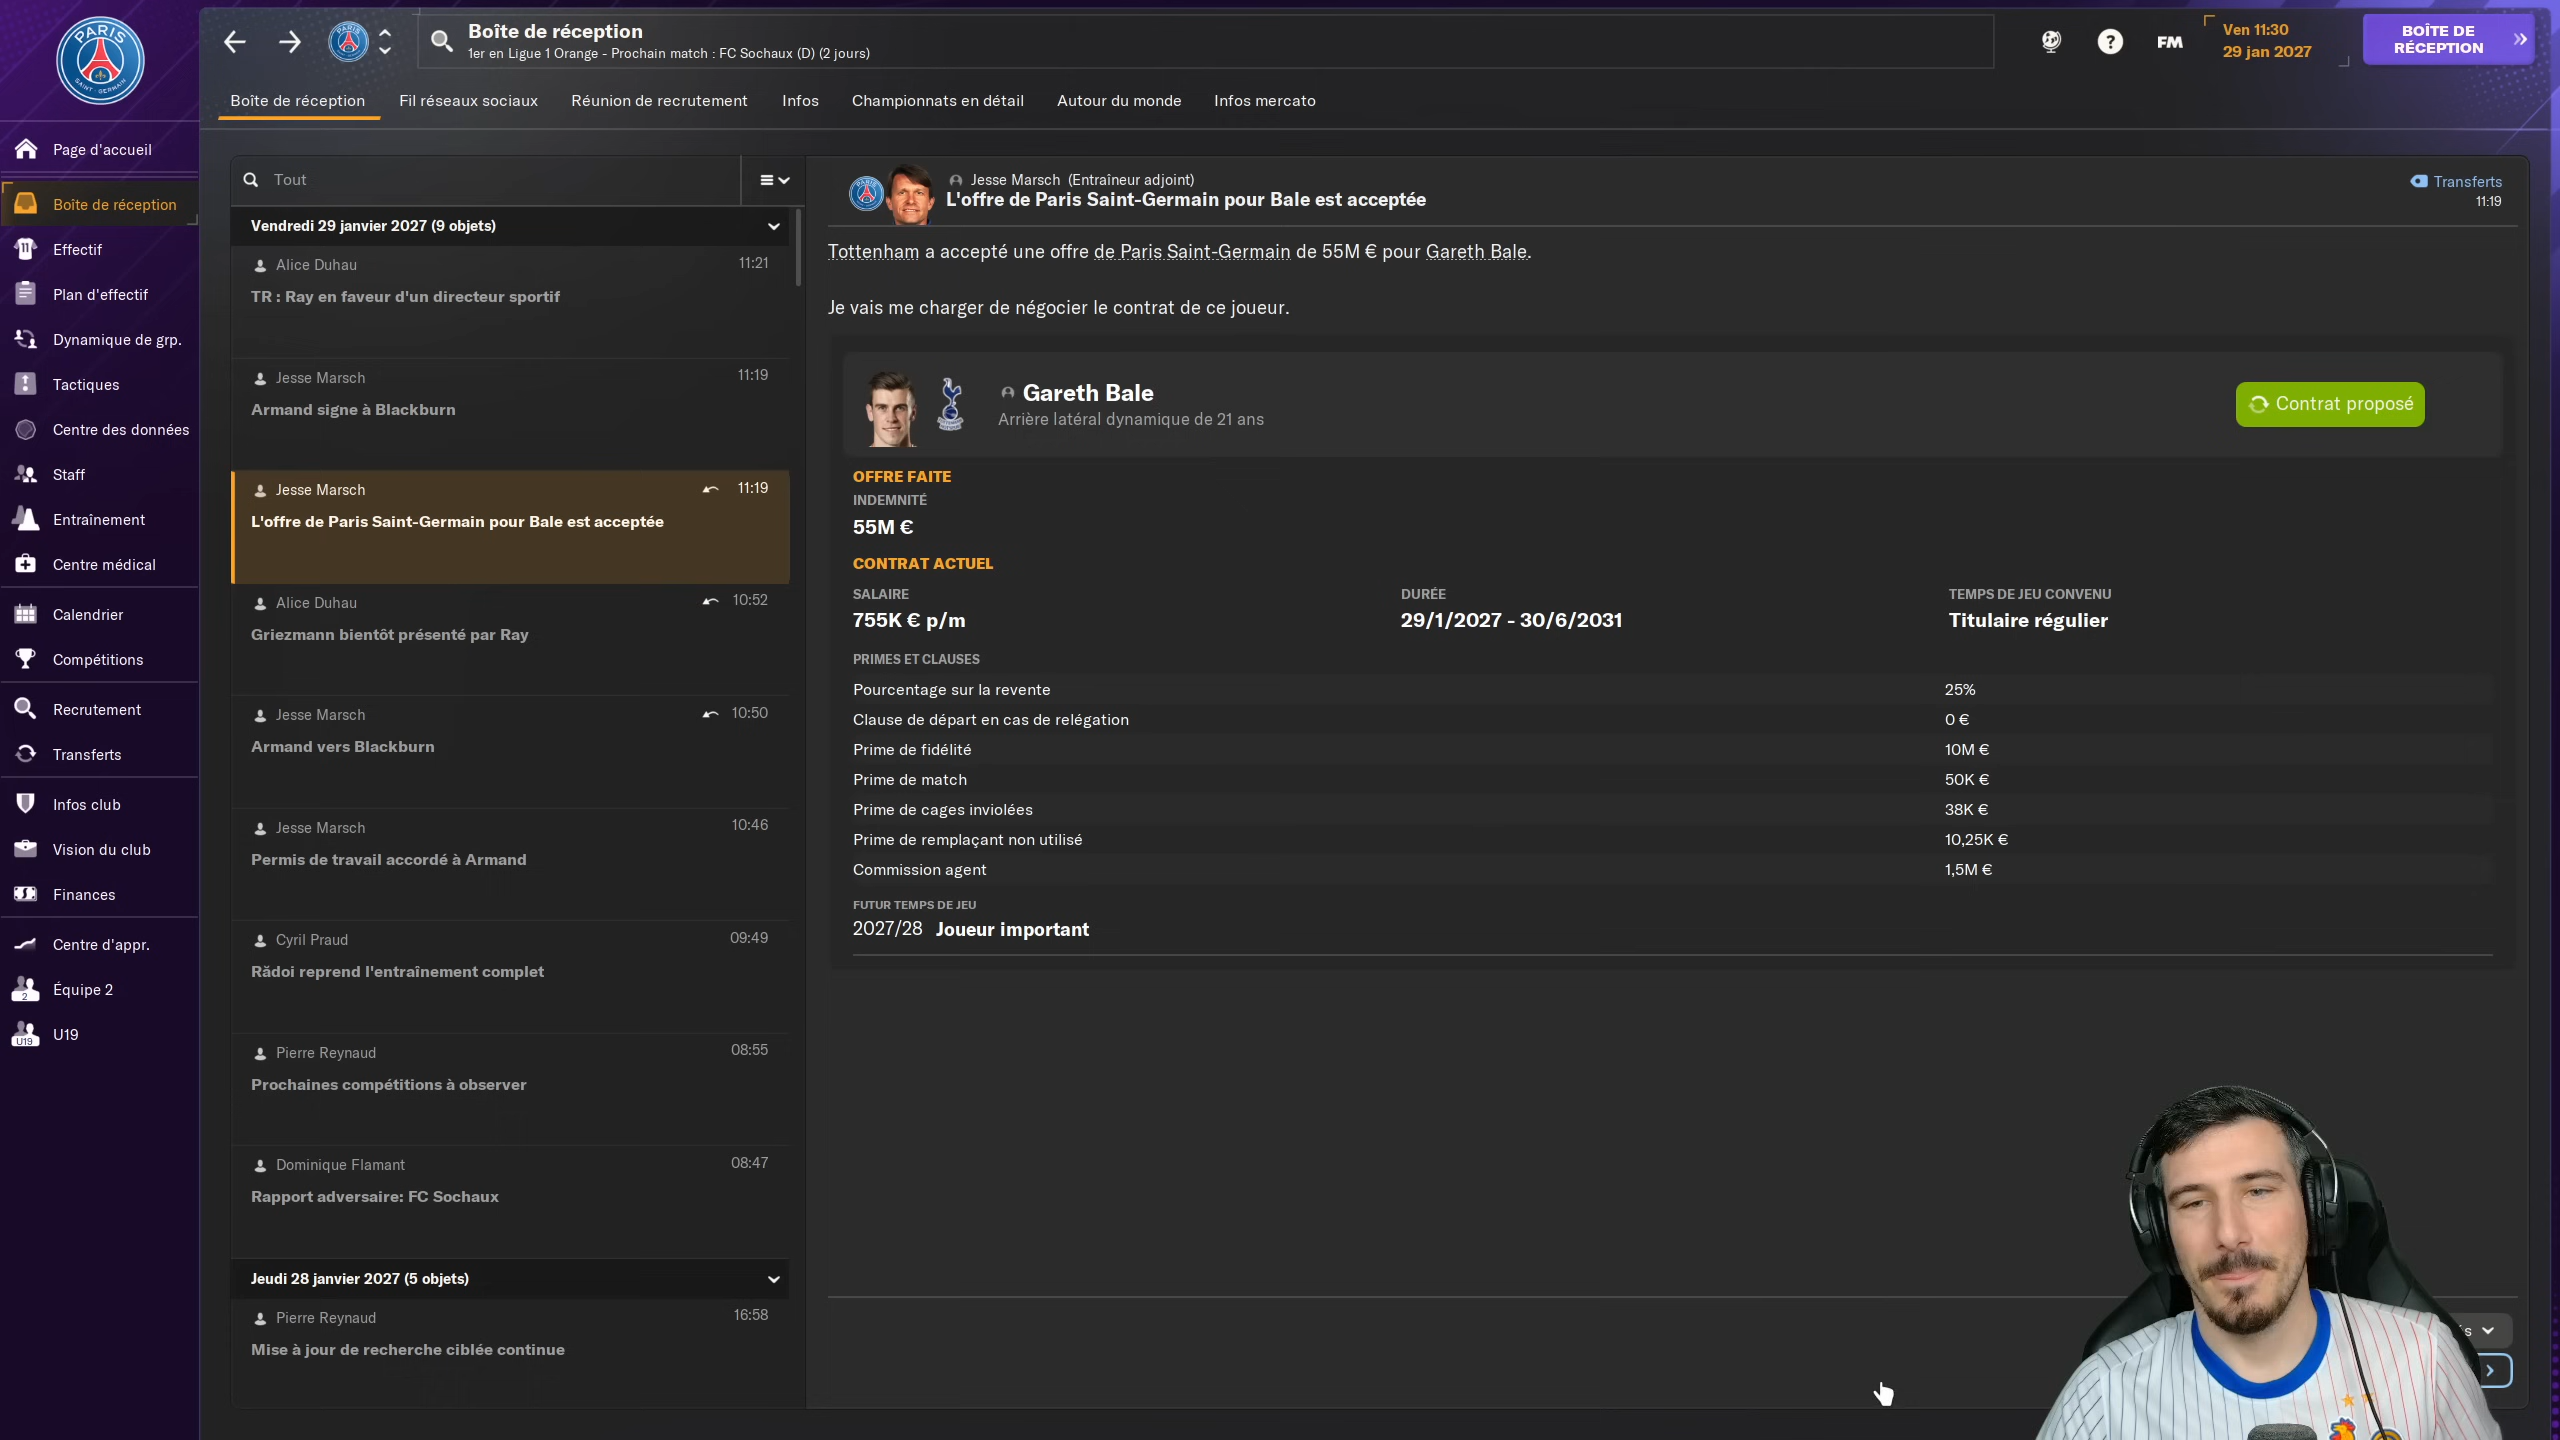 Boîte de réception
1er en Ligue 1 Orange - Prochain match : FC Sochaux (D) (2 jours)
FM
Ven 11:30
29 jan 2027
BOÎTE DE
RÉCEPTION
Boîte de réception
Fil réseaux sociaux
Réunion de recrutement
Infos
Championnats en détail
Autour du monde
Infos mercato
PARIS
SAINT-GERMAIN
Page d'accueil
Boîte de réception
Effectif
Plan d'effectif
Dynamique de grp.
Tactiques
Centre des données
Staff
Entraînement
Centre médical
Calendrier
Compétitions
Recrutement
Transferts
Infos club
Vision du club
Finances
Centre d'appr.
2
Équipe 2
U19
U19
Tout
Vendredi 29 janvier 2027 (9 objets)
Alice Duhau 11:21
TR : Ray en faveur d'un directeur sportif
Jesse Marsch 11:19
Armand signe à Blackburn
Jesse Marsch 11:19
L'offre de Paris Saint-Germain pour Bale est acceptée
Alice Duhau 10:52
Griezmann bientôt présenté par Ray
Jesse Marsch 10:50
Armand vers Blackburn
Jesse Marsch 10:46
Permis de travail accordé à Armand
Cyril Praud 09:49
Rădoi reprend l'entraînement complet
Pierre Reynaud 08:55
Prochaines compétitions à observer
Dominique Flamant 08:47
Rapport adversaire: FC Sochaux
Jeudi 28 janvier 2027 (5 objets)
Pierre Reynaud 16:58
Mise à jour de recherche ciblée continue
Jesse Marsch (Entraîneur adjoint)
L'offre de Paris Saint-Germain pour Bale est acceptée
Transferts
11:19
Tottenham a accepté une offre de Paris Saint-Germain de 55M € pour Gareth Bale.
Je vais me charger de négocier le contrat de ce joueur.
Gareth Bale
Arrière latéral dynamique de 21 ans
Contrat proposé
OFFRE FAITE
INDEMNITÉ
55M €
CONTRAT ACTUEL
SALAIRE DURÉE TEMPS DE JEU CONVENU
755K € p/m 29/1/2027 - 30/6/2031 Titulaire régulier
PRIMES ET CLAUSES
Pourcentage sur la revente 25%
Clause de départ en cas de relégation 0 €
Prime de fidélité 10M €
Prime de match 50K €
Prime de cages inviolées 38K €
Prime de remplaçant non utilisé 10,25K €
Commission agent 1,5M €
FUTUR TEMPS DE JEU
2027/28 Joueur important